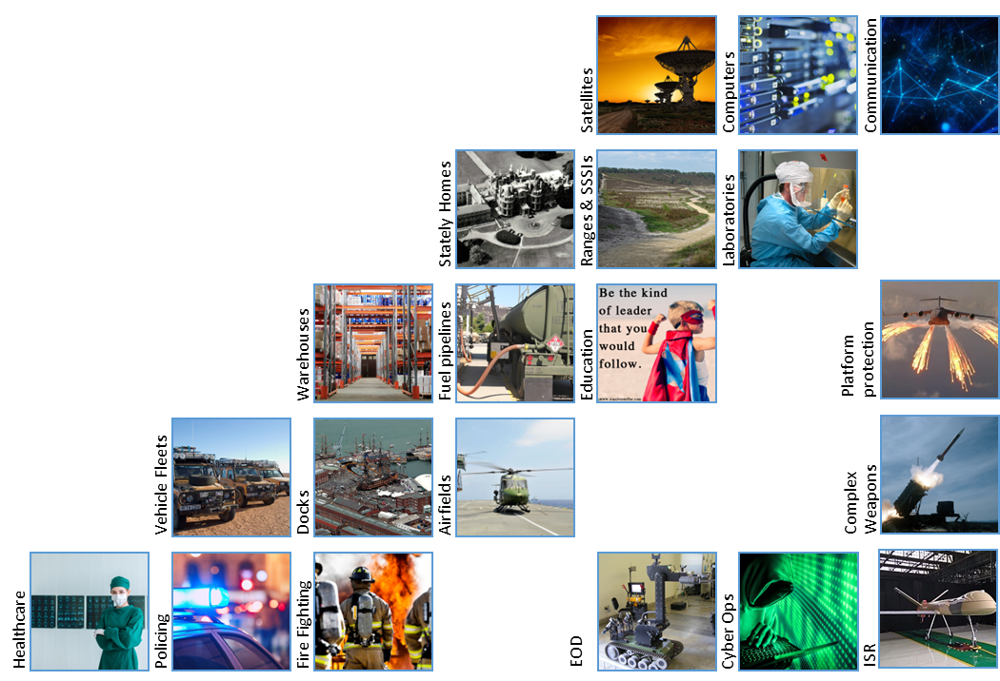 Satellites
Computers
Communication
Stately Homes
Ranges & SSSIs
Laboratories
Warehouses
Fuel pipelines
Education
Be the kind
of leader
that you
would
follow.
Platform
protection
Vehicle Fleets
Docks
Airfields
Complex
Weapons
Healthcare
Policing
Fire Fighting
EOD
Cyber Ops
ISR